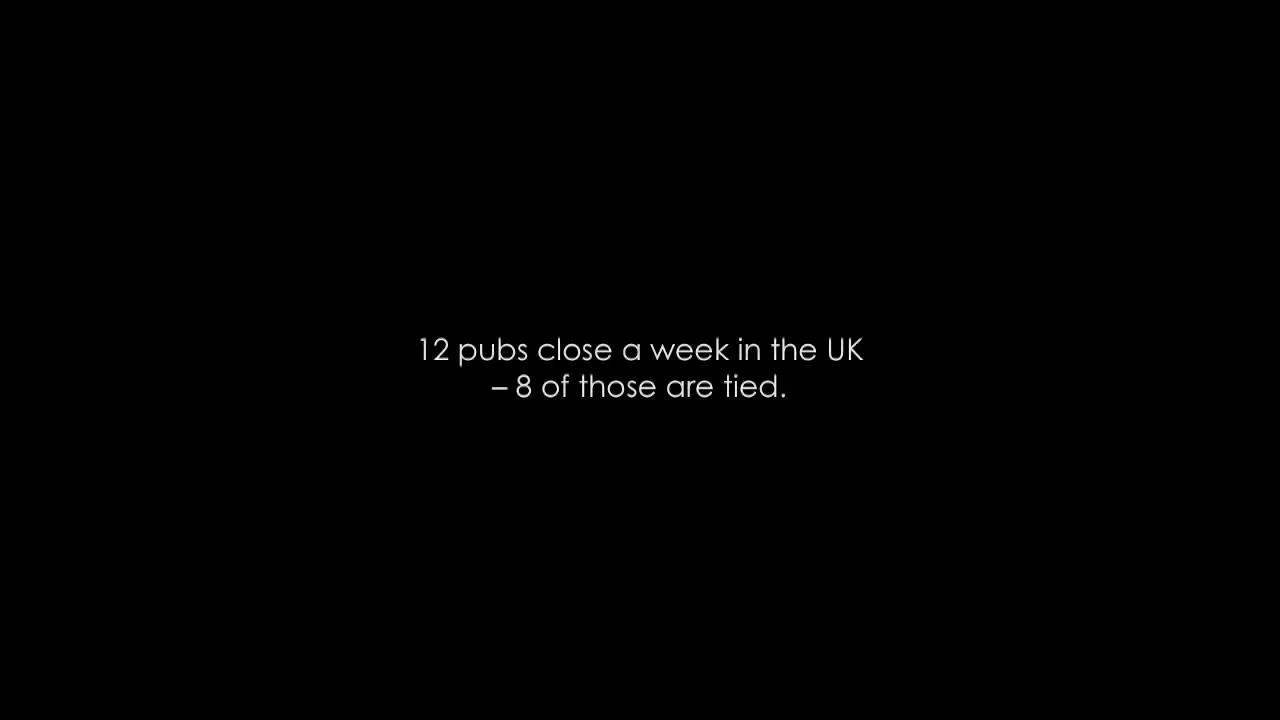 12 pubs close a week in the UK
– 8 of those are tied.